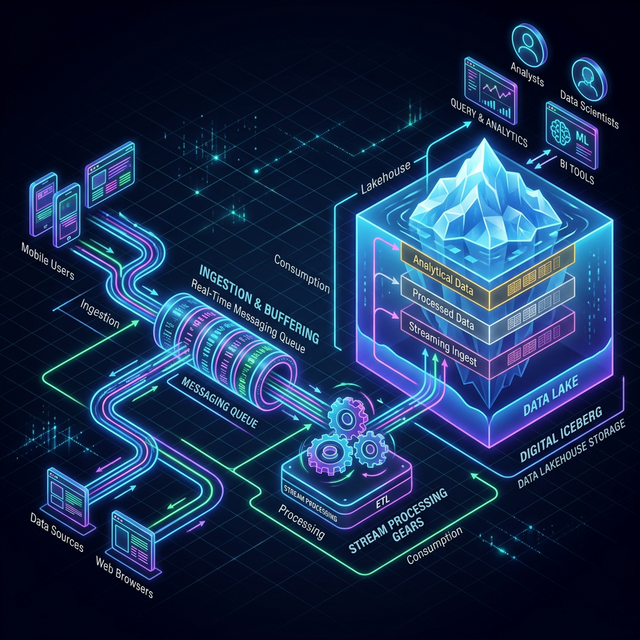 Analysts
Data Scientists
QUERY & ANALYTICS
ML
BI TOOLS
Lakehouse
Mobile Users
Consumption
Analytical Data
Processed Data
Streaming Ingest
INGESTION & BUFFERING
Real-Time Messaging
Queue
Ingestion
MESSAGING QUEUE
DATA LAKE
DIGITAL ICEBERG
DATA LAKEHOUSE STORAGE
STREAM PROCESSING
ETL
STREAM PROCESSING
GEARS
Processing
Consumption
Data Sources
Web Browsers